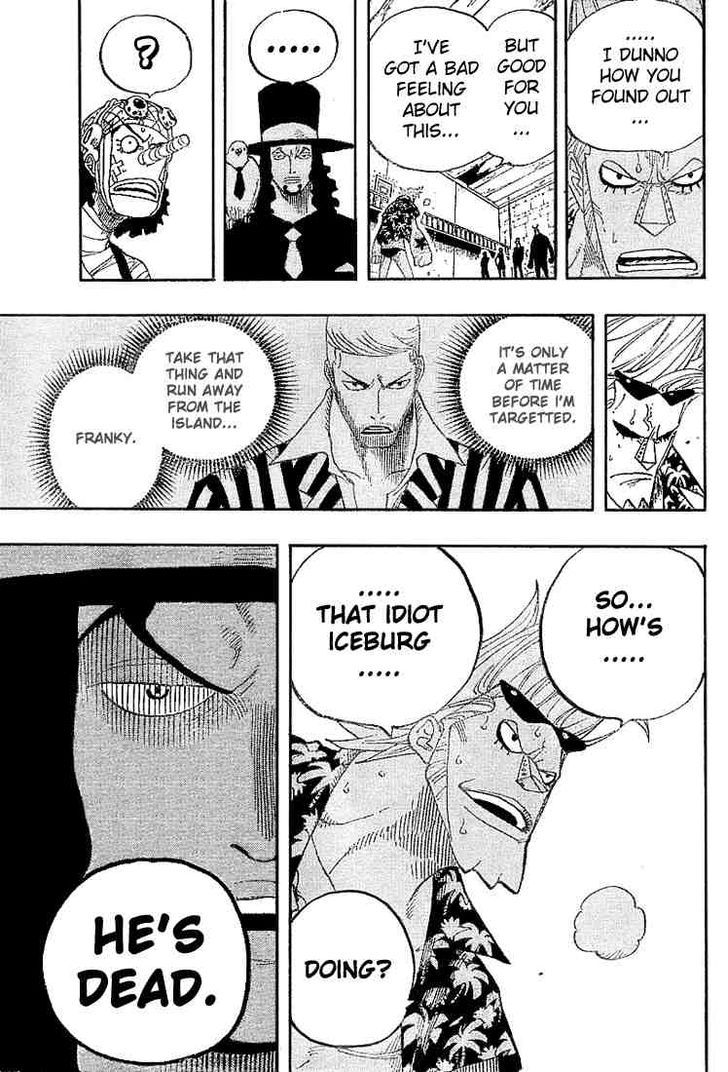 .....
I DUNNO
HOW YOU
FOUND OUT
...
BUT
GOOD
FOR
YOU
...
I'VE
GOT A BAD
FEELING
ABOUT
THIS...
.....
?
IT'S ONLY
A MATTER
OF TIME
BEFORE I'M
TARGETTED.
TAKE THAT
THING AND
RUN AWAY
FROM THE
ISLAND...
FRANKY.
SO...
HOW'S
.....
.....
THAT IDIOT
ICEBURG
.....
DOING?
HE'S
DEAD.